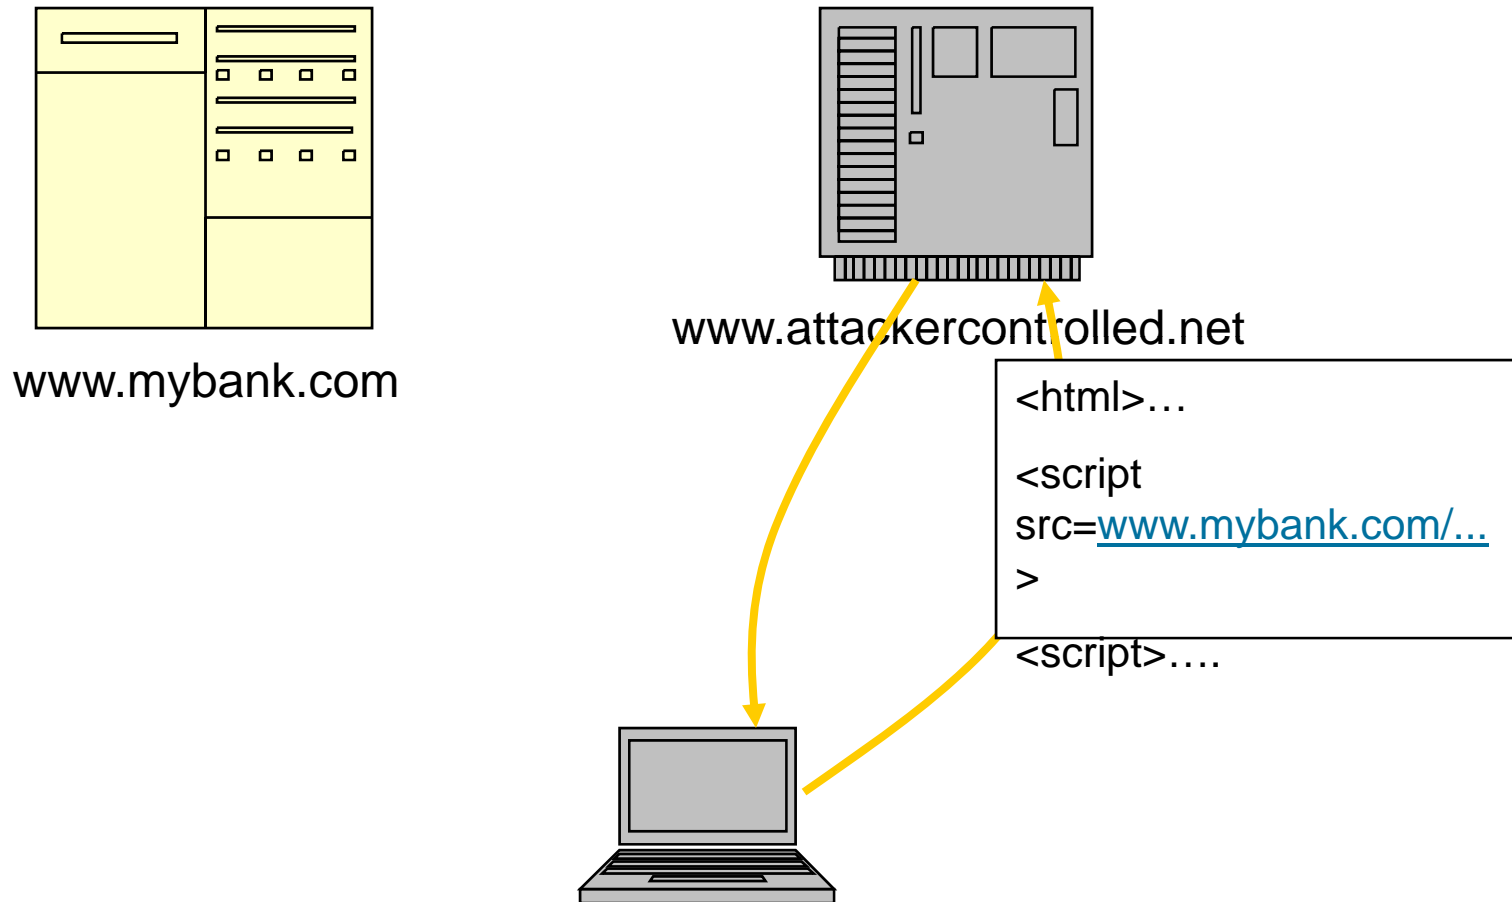 www.attackercontrolled.net
www.mybank.com
<html>…
<script
src=www.mybank.com/...
>
<script>….